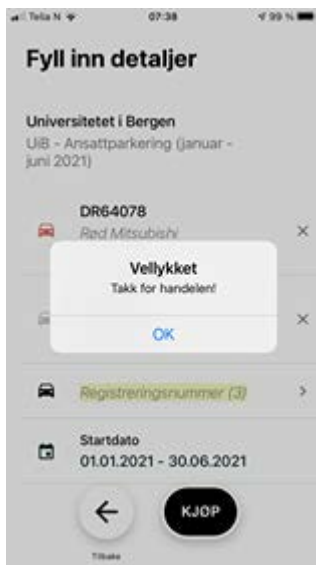 Telia N
07:38
99 %
Fyll inn detaljer
Universitetet i Bergen
UiB - Ansattparkering (januar -
juni 2021)
DR64078
Rød Mitsubishi
Vellykket
Takk for handelen!
OK
Registreringsnummer (3)
Startdato
01.01.2021 - 30.06.2021
KJØP
Tilbake